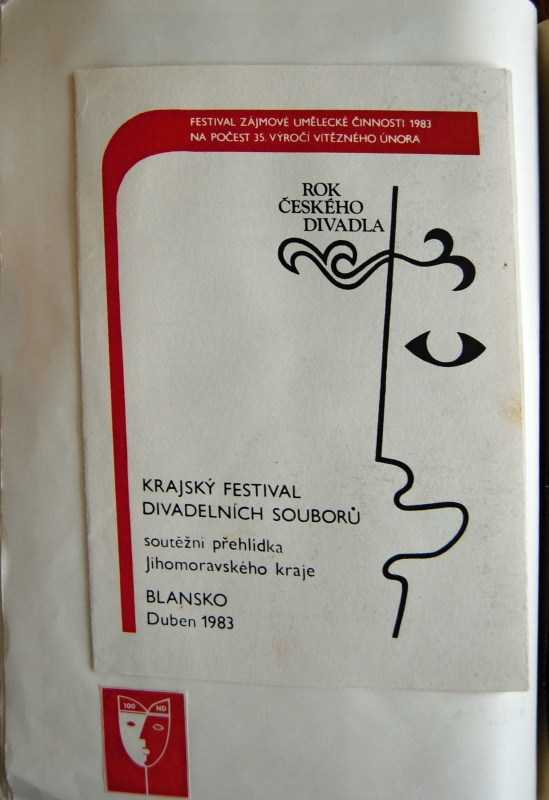 FESTIVAL ZÁJMOVÉ UMĚLECKÉ ČINNOSTI 1983
NA POČEST 35. VÝROČÍ VÍTĚZNÉHO ÚNORA
ROK
ČESKÉHO
DIVADLA
KRAJSKÝ FESTIVAL
DIVADELNÍCH SOUBORŮ
soutěžní přehlídka
Jihomoravského kraje
BLANSKO
Duben 1983
100 ND